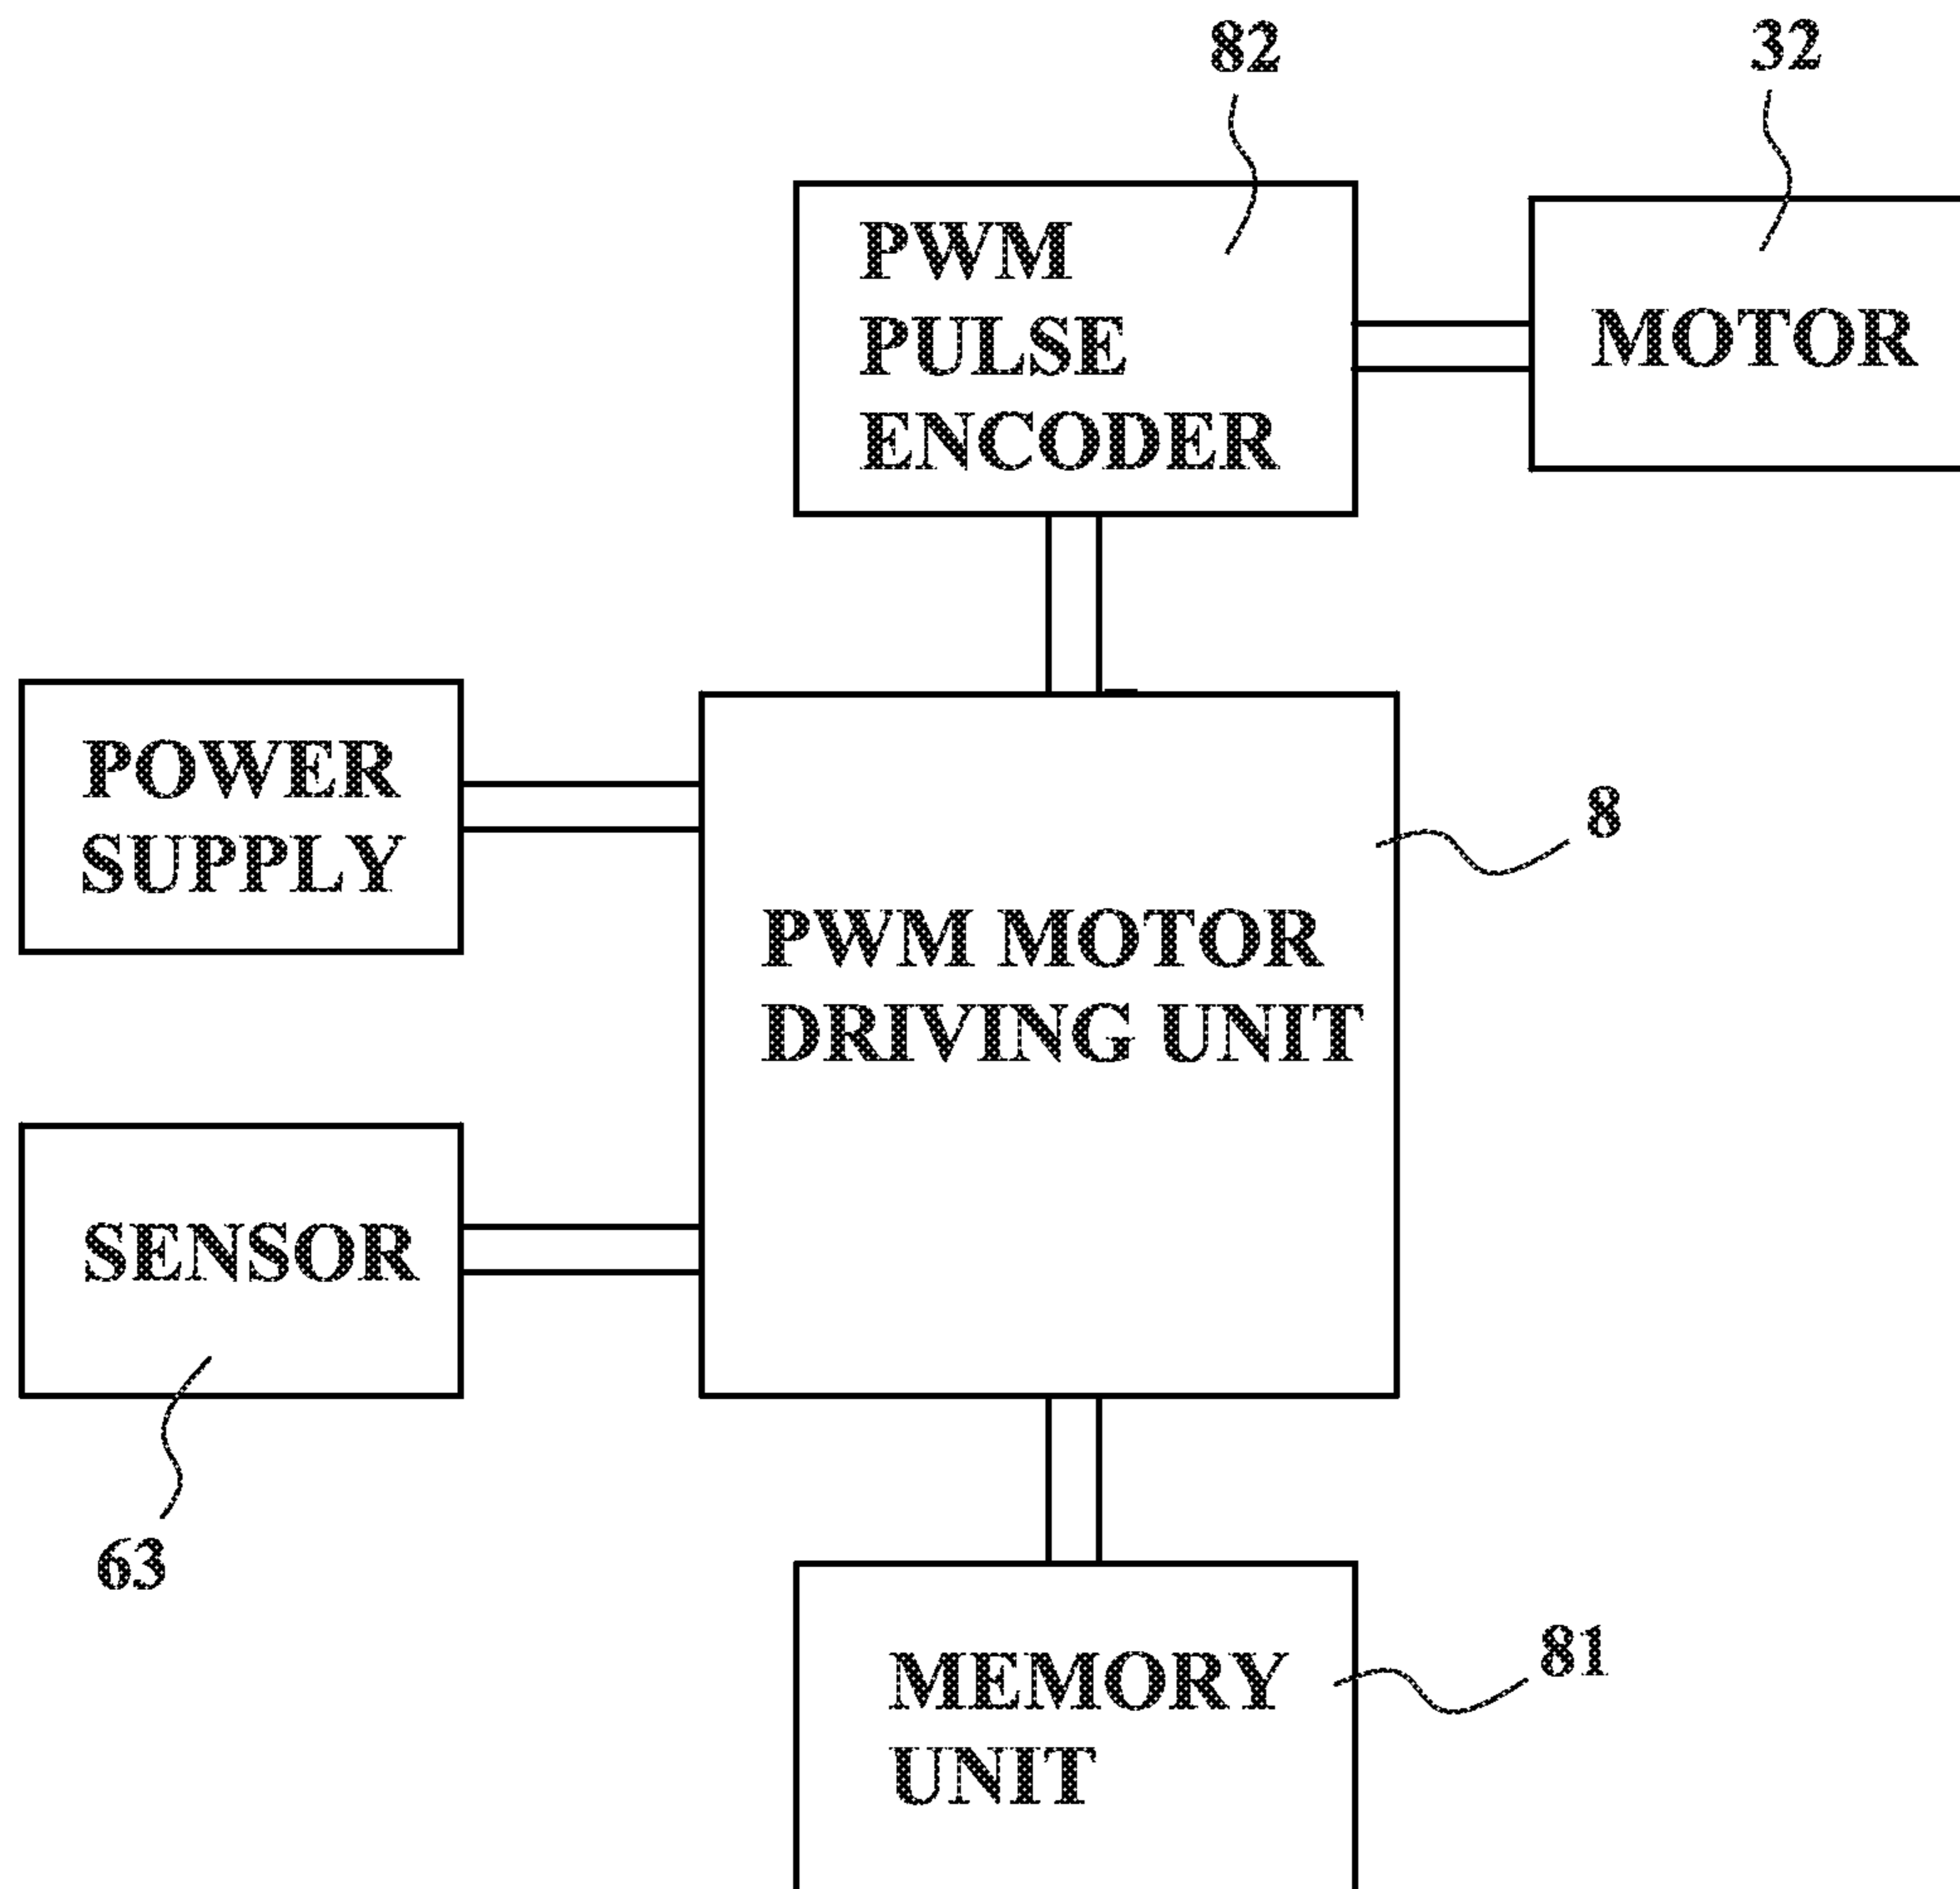 82
32
PWM
PULSE
ENCODER
MOTOR
POWER
SUPPLY
8
PWM MOTOR
DRIVING UNIT
SENSOR
63
81
MEMORY
UNIT